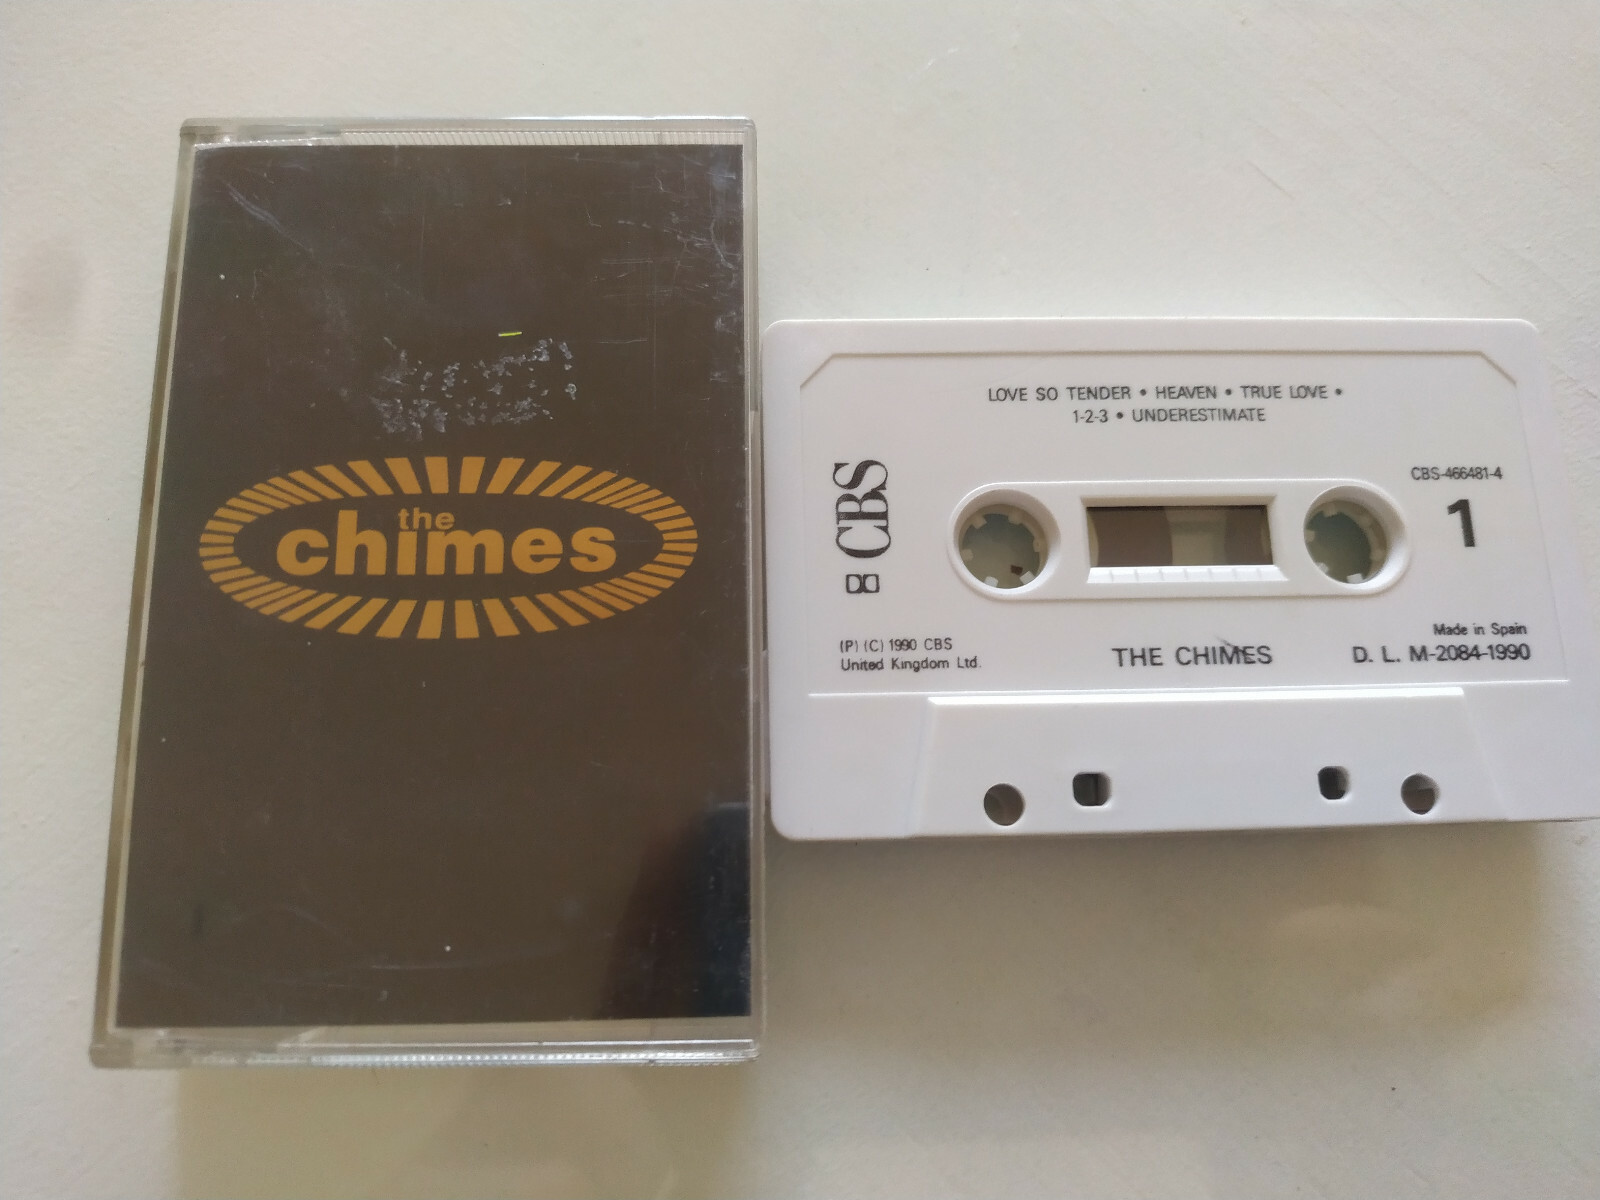 the
chimes
LOVE SO TENDER • HEAVEN • TRUE LOVE •
1-2-3 • UNDERESTIMATE
CBS
CBS-466481-4
1
(P) (C) 1990 CBS
United Kingdom Ltd.
THE CHIMES
Made in Spain
D. L. M-2084-1990